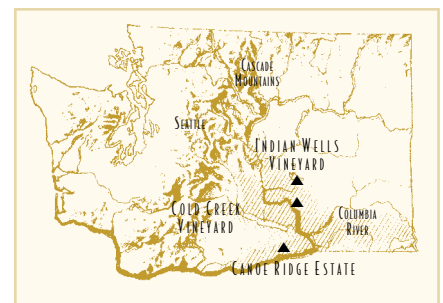 CASCADE
MOUNTAINS
SEATTLE
INDIAN WELLS
VINEYARD
COLD CREEK
VINEYARD
COLUMBIA
RIVER
CANOE RIDGE ESTATE